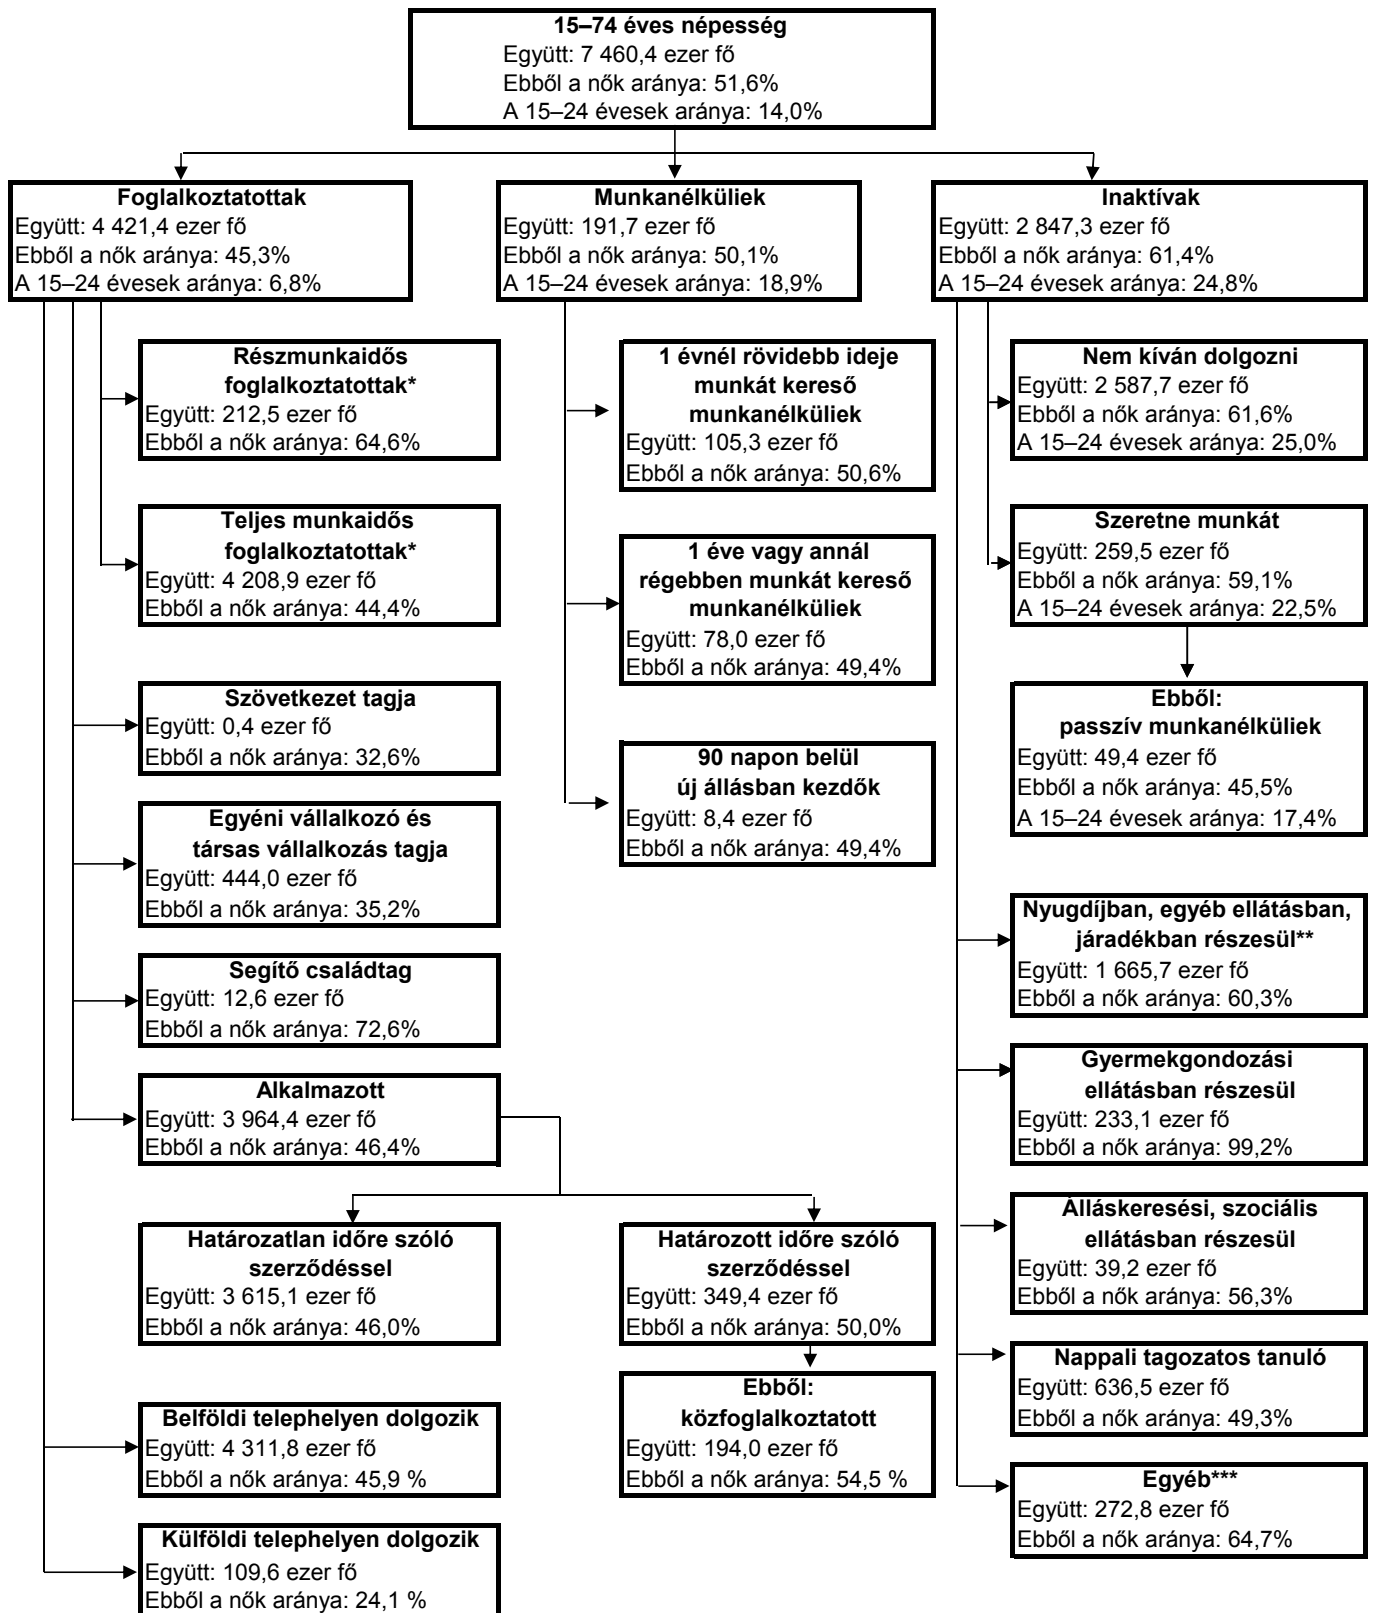 15–74 éves népesség
Együtt: 7 460,4 ezer fő
Ebből a nők aránya: 51,6%
A 15–24 évesek aránya: 14,0%
Foglalkoztatottak
Együtt: 4 421,4 ezer fő
Ebből a nők aránya: 45,3%
A 15–24 évesek aránya: 6,8%
Munkanélküliek
Együtt: 191,7 ezer fő
Ebből a nők aránya: 50,1%
A 15–24 évesek aránya: 18,9%
Inaktívak
Együtt: 2 847,3 ezer fő
Ebből a nők aránya: 61,4%
A 15–24 évesek aránya: 24,8%
Részmunkaidős
foglalkoztatottak*
Együtt: 212,5 ezer fő
Ebből a nők aránya: 64,6%
Teljes munkaidős
foglalkoztatottak*
Együtt: 4 208,9 ezer fő
Ebből a nők aránya: 44,4%
Szövetkezet tagja
Együtt: 0,4 ezer fő
Ebből a nők aránya: 32,6%
Egyéni vállalkozó és
társas vállalkozás tagja
Együtt: 444,0 ezer fő
Ebből a nők aránya: 35,2%
Segítő családtag
Együtt: 12,6 ezer fő
Ebből a nők aránya: 72,6%
Alkalmazott
Együtt: 3 964,4 ezer fő
Ebből a nők aránya: 46,4%
Határozatlan időre szóló
szerződéssel
Együtt: 3 615,1 ezer fő
Ebből a nők aránya: 46,0%
Belföldi telephelyen dolgozik
Együtt: 4 311,8 ezer fő
Ebből a nők aránya: 45,9 %
Külföldi telephelyen dolgozik
Együtt: 109,6 ezer fő
Ebből a nők aránya: 24,1 %
1 évnél rövidebb ideje
munkát kereső
munkanélküliek
Együtt: 105,3 ezer fő
Ebből a nők aránya: 50,6%
1 éve vagy annál
régebben munkát kereső
munkanélküliek
Együtt: 78,0 ezer fő
Ebből a nők aránya: 49,4%
90 napon belül
új állásban kezdők
Együtt: 8,4 ezer fő
Ebből a nők aránya: 49,4%
Határozott időre szóló
szerződéssel
Együtt: 349,4 ezer fő
Ebből a nők aránya: 50,0%
Ebből:
közfoglalkoztatott
Együtt: 194,0 ezer fő
Ebből a nők aránya: 54,5 %
Nem kíván dolgozni
Együtt: 2 587,7 ezer fő
Ebből a nők aránya: 61,6%
A 15–24 évesek aránya: 25,0%
Szeretne munkát
Együtt: 259,5 ezer fő
Ebből a nők aránya: 59,1%
A 15–24 évesek aránya: 22,5%
Ebből:
passzív munkanélküliek
Együtt: 49,4 ezer fő
Ebből a nők aránya: 45,5%
A 15–24 évesek aránya: 17,4%
Nyugdíjban, egyéb ellátásban,
járadékban részesül**
Együtt: 1 665,7 ezer fő
Ebből a nők aránya: 60,3%
Gyermekgondozási
ellátásban részesül
Együtt: 233,1 ezer fő
Ebből a nők aránya: 99,2%
Álláskeresési, szociális
ellátásban részesül
Együtt: 39,2 ezer fő
Ebből a nők aránya: 56,3%
Nappali tagozatos tanuló
Együtt: 636,5 ezer fő
Ebből a nők aránya: 49,3%
Egyéb***
Együtt: 272,8 ezer fő
Ebből a nők aránya: 64,7%